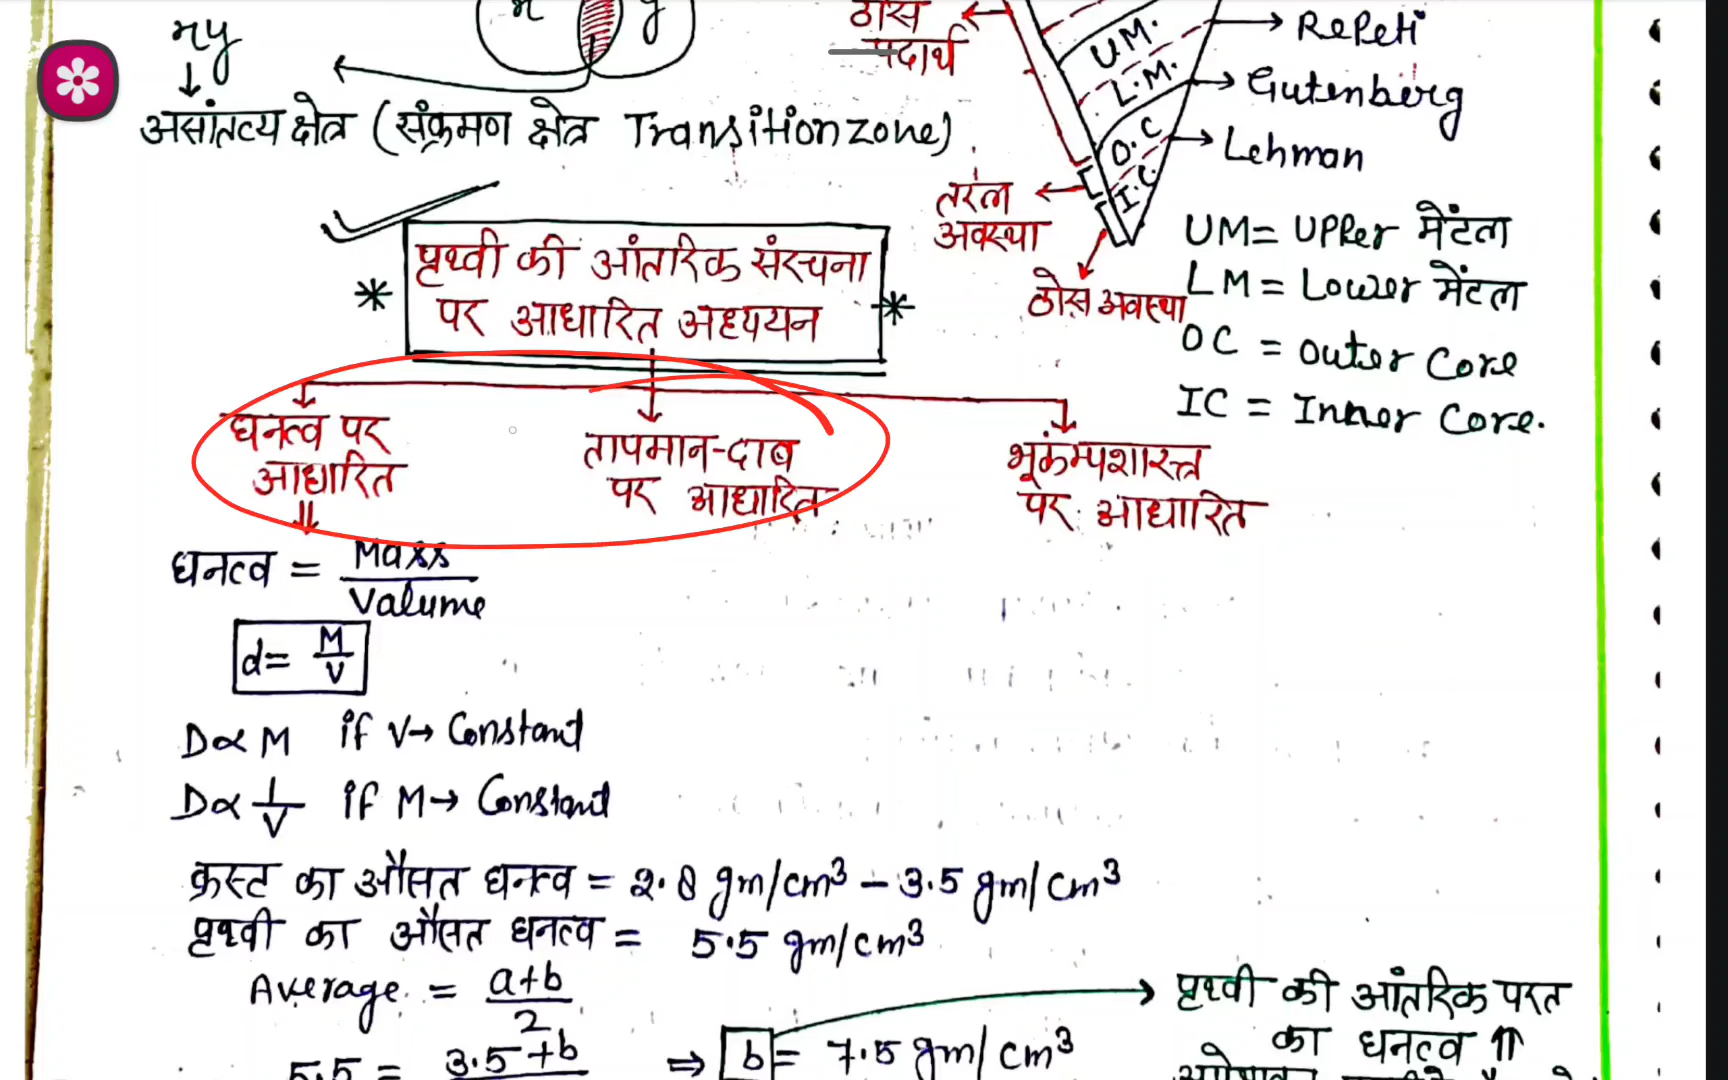 xy
x y
असांतत्य क्षेत्र (संक्रमण क्षेत्र Transition zone)
ठोस
पदार्थ
U.M.
L.M.
O.C
I.C.
RePeti
Gutenberg
Lehman
तरल
अवस्था
ठोस अवस्था
UM = UPPer मेंटल
LM = Lower मेंटल
OC = Outer Core
IC = Inner Core.
* पृथ्वी की आंतरिक संरचना *
पर आधारित अध्ययन
घनत्व पर
आधारित
तापमान-दाब
पर आधारित
भूकंम्पशास्त्र
पर आधारित
घनत्व = Mass
Valume
d = M/V
D∝ M if V→ Constant
D∝ 1/V if M→ Constant
क्रस्ट का औसत घनत्व = 2.8 gm/cm³ – 3.5 gm/cm³
पृथ्वी का औसत घनत्व = 5.5 gm/cm³
Average = a+b
2
5.5 = 3.5+b ⇒ b = 7.5 gm/cm³
→ पृथ्वी की आंतरिक परत
का घनत्व ⇑